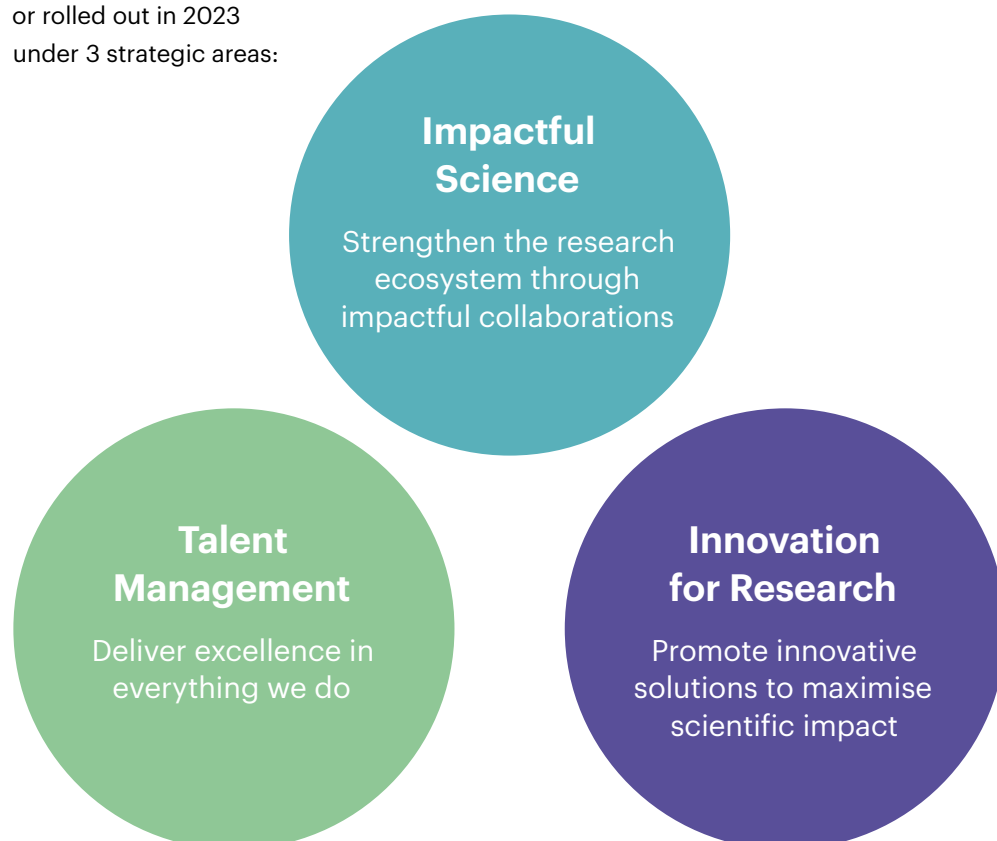 or rolled out in 2023
under 3 strategic areas:
Impactful
Science
Strengthen the research
ecosystem through
impactful collaborations
Talent
Management
Deliver excellence in
everything we do
Innovation
for Research
Promote innovative
solutions to maximise
scientific impact